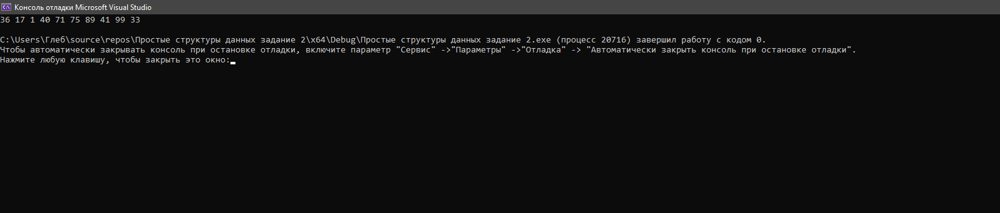 Консоль отладки Microsoft Visual Studio
36 17 1 40 71 75 89 41 99 33
C:\Users\Глеб\source\repos\Простые структуры данных задание 2\x64\Debug\Простые структуры данных задание 2.exe (процесс 20716) завершил работу с кодом 0.
Чтобы автоматически закрывать консоль при остановке отладки, включите параметр "Сервис" ->"Параметры" ->"Отладка" -> "Автоматически закрыть консоль при остановке отладки".
Нажмите любую клавишу, чтобы закрыть это окно: